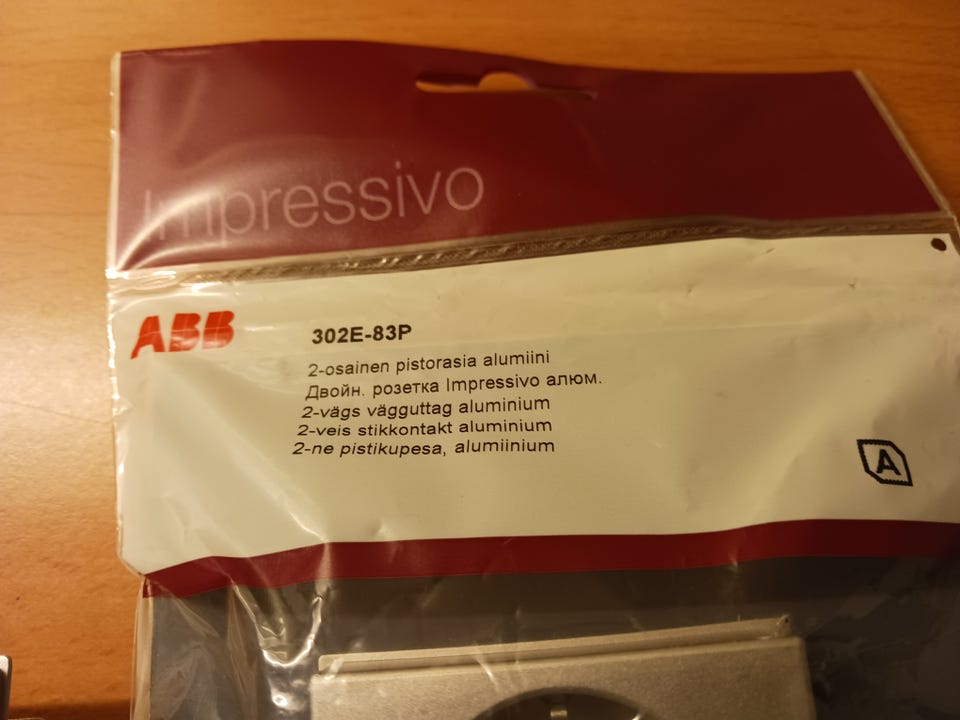 Impressivo
ABB
302E-83P
2-osainen pistorasia alumiini
Двойн. розетка Impressivo алюм.
2-vägs vägguttag aluminium
2-veis stikkontakt aluminium
2-ne pistikupesa, alumiinium
A